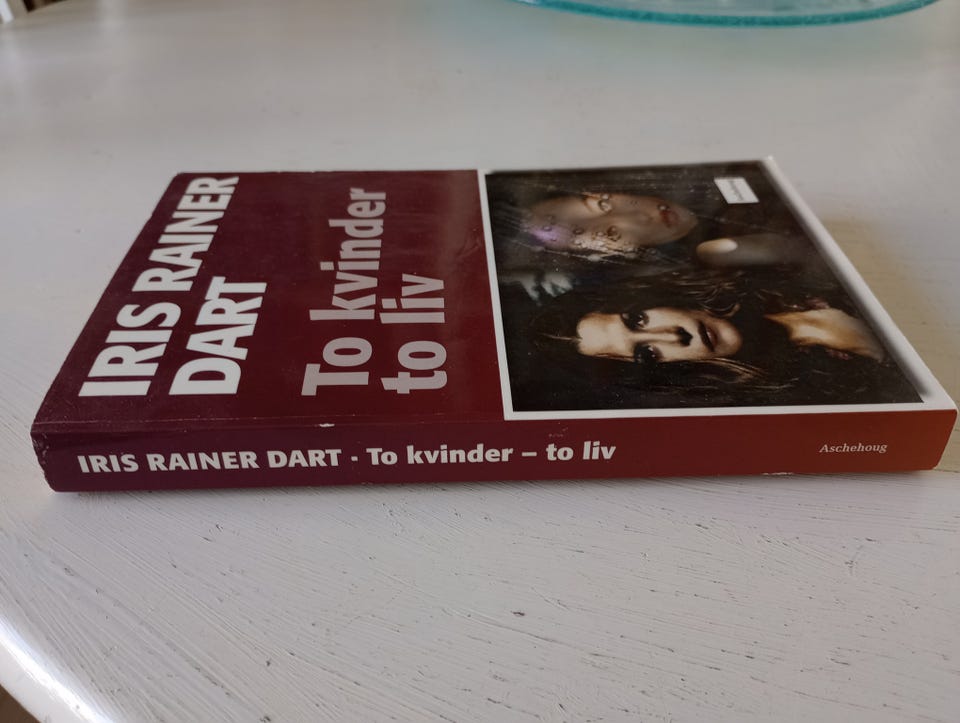 IRIS RAINER
DART
To kvinder
to liv
IRIS RAINER DART · To kvinder – to liv
Aschehoug